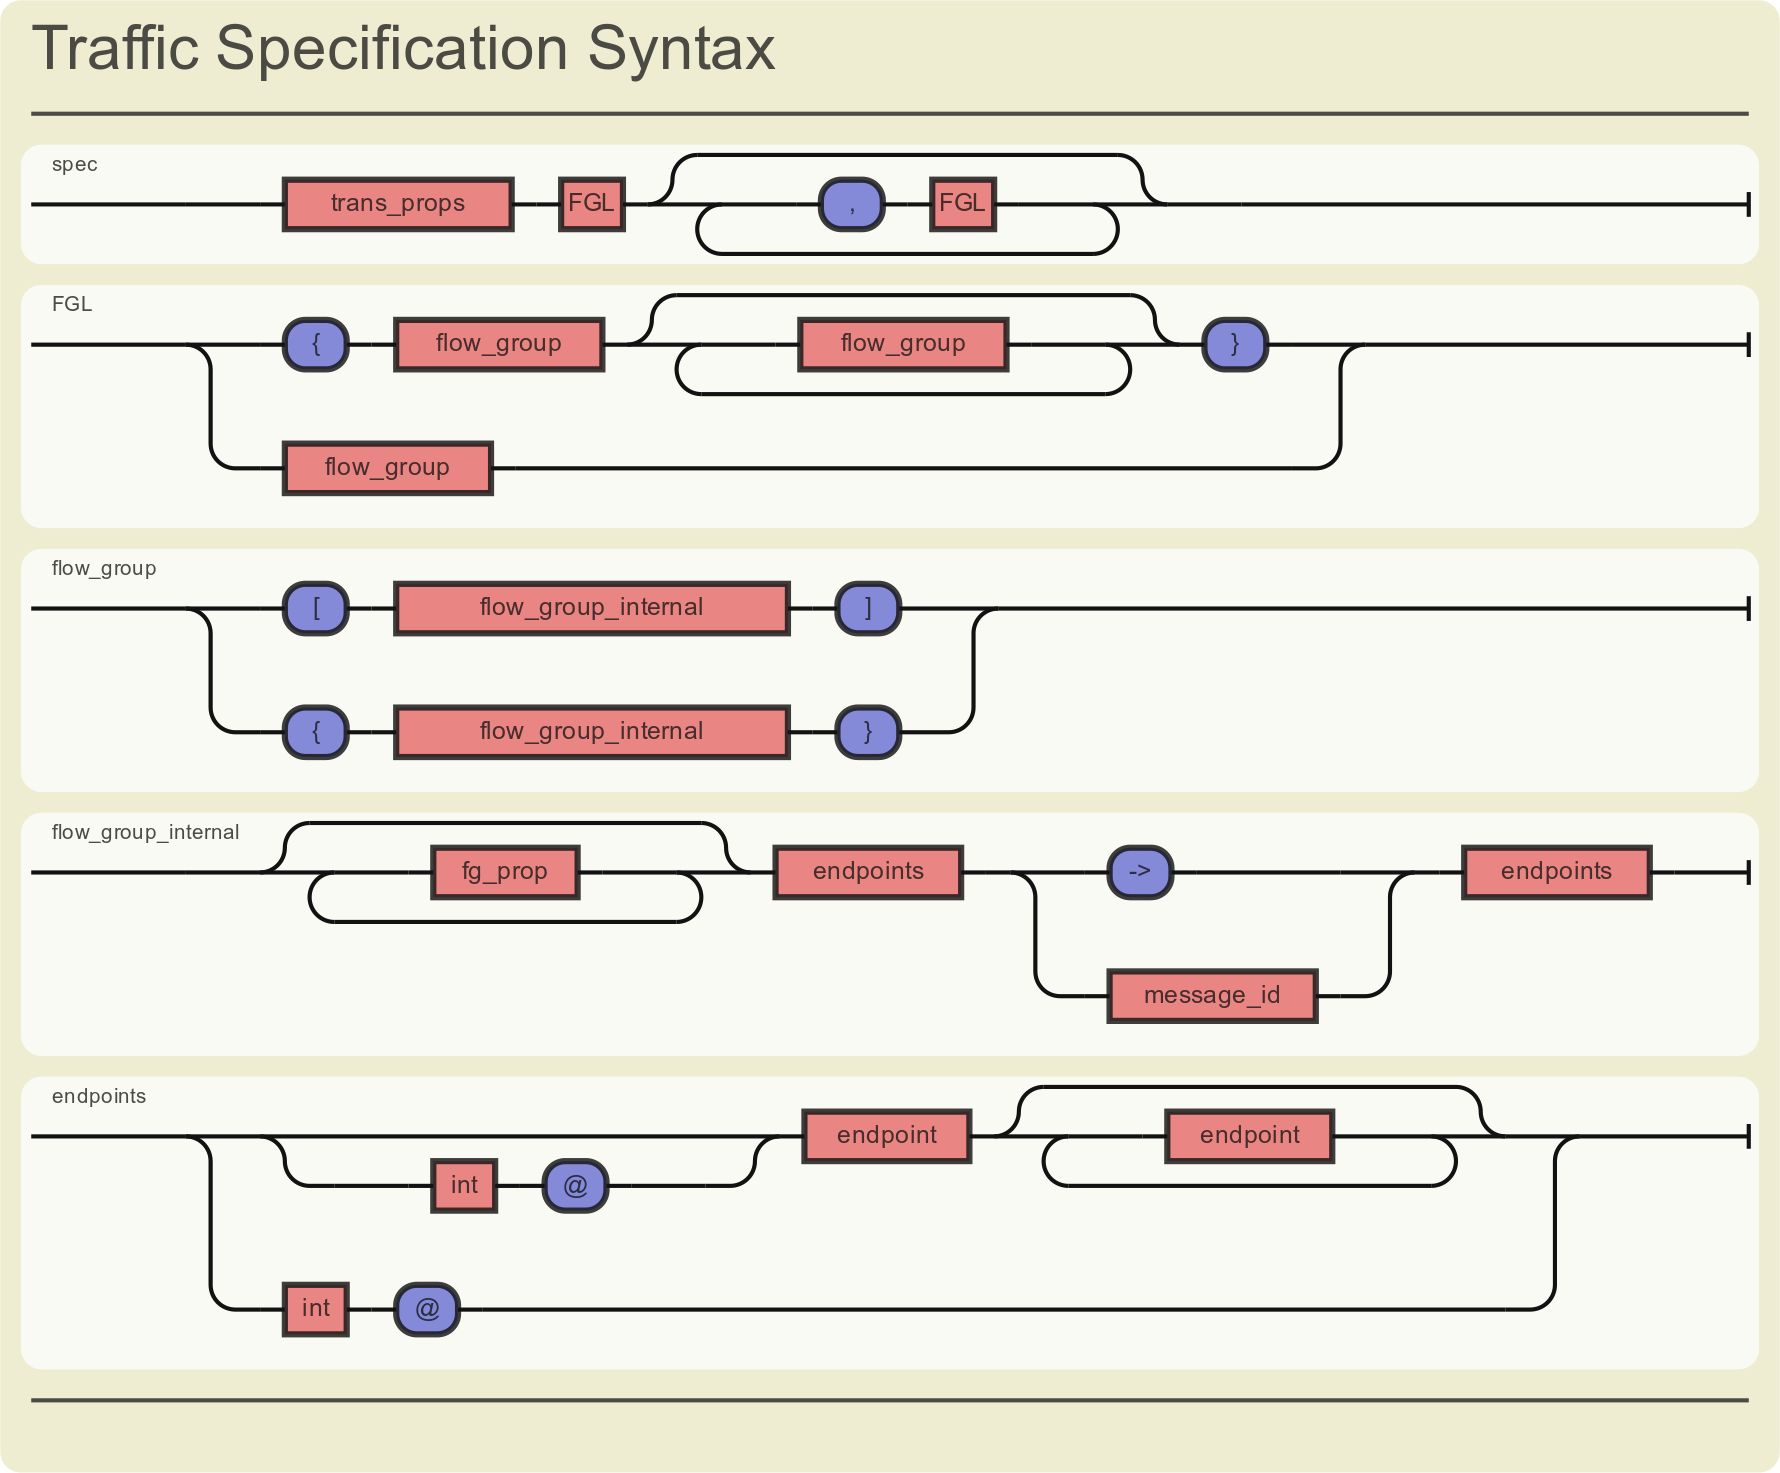 Traffic Specification Syntax
spec
trans_props FGL , FGL
FGL
{ flow_group flow_group }
flow_group
flow_group
[ flow_group_internal ]
{ flow_group_internal }
flow_group_internal
fg_prop endpoints -> endpoints
message_id
endpoints
endpoint endpoint
int @
int @